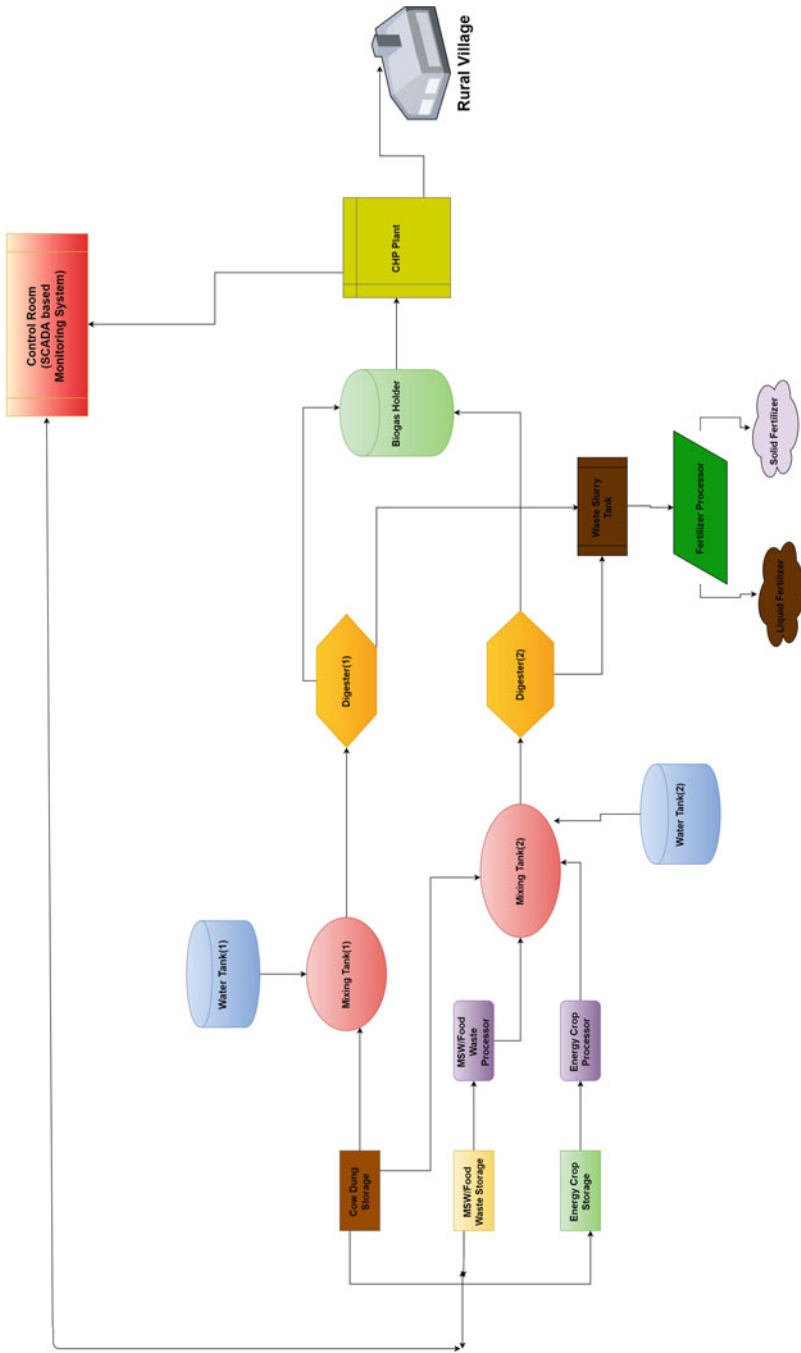 Control Room
(SCADA based
Monitoring System)
Rural Village
CHP Plant
Biogas Holder
Water Tank(1)
Mixing Tank(1)
Digester(1)
Cow Dung
Storage
MSW/Food
Waste Storage
MSW/Food
Waste
Processor
Mixing Tank(2)
Digester(2)
Waste Slurry
Tank
Energy Crop
Storage
Energy Crop
Processor
Water Tank(2)
Fertilizer Processor
Liquid Fertilizer
Solid Fertilizer